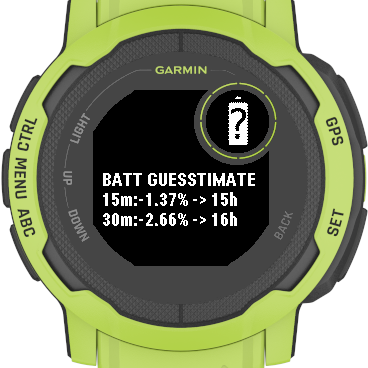 GARMIN
LIGHT
CTRL
MENU
UP
ABC
DOWN
GPS
SET
BACK
?
BATT GUESSTIMATE
15m:-1.37% -> 15h
30m:-2.66% -> 16h